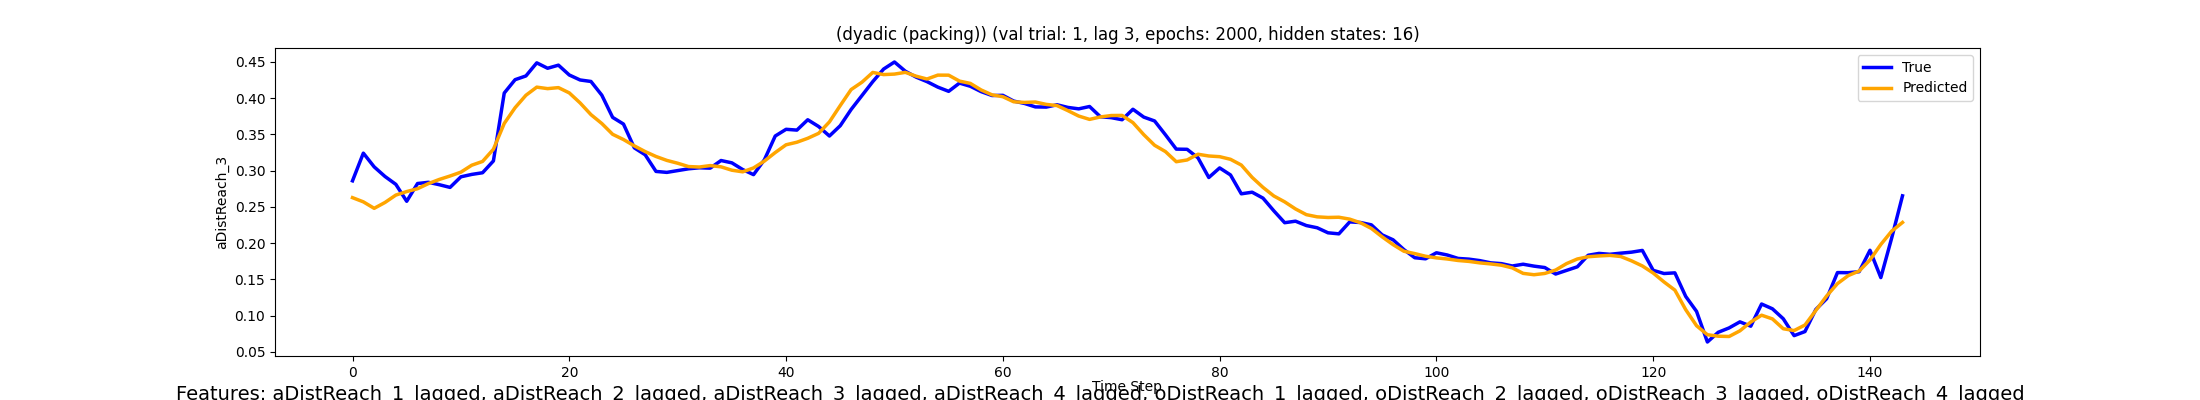 (dyadic (packing)) (val trial: 1, lag 3, epochs: 2000, hidden states: 16)
True
Predicted
aDistReach_3
0.45
0.40
0.35
0.30
0.25
0.20
0.15
0.10
0.05
0 20 40 60 80 100 120 140
Time Step
Features: aDistReach_1_lagged, aDistReach_2_lagged, aDistReach_3_lagged, aDistReach_4_lagged, oDistReach_1_lagged, oDistReach_2_lagged, oDistReach_3_lagged, oDistReach_4_lagged